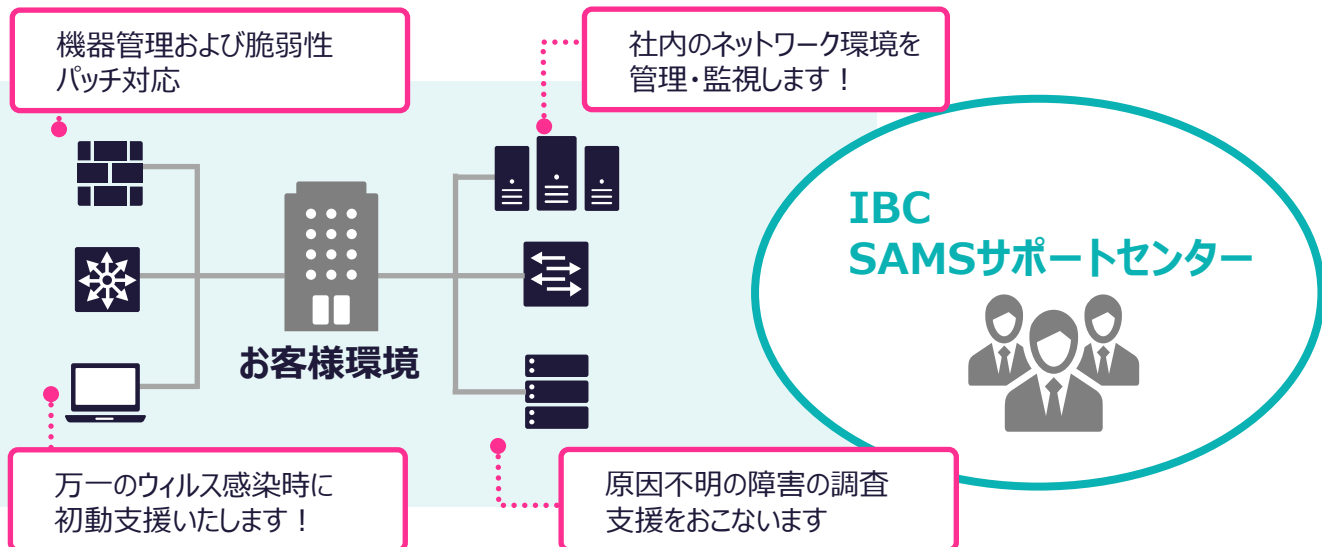 機器管理および脆弱性
パッチ対応
社内のネットワーク環境を
管理・監視します！
IBC
SAMSサポートセンター
お客様環境
万一のウィルス感染時に
初動支援いたします！
原因不明の障害の調査
支援をおこないます